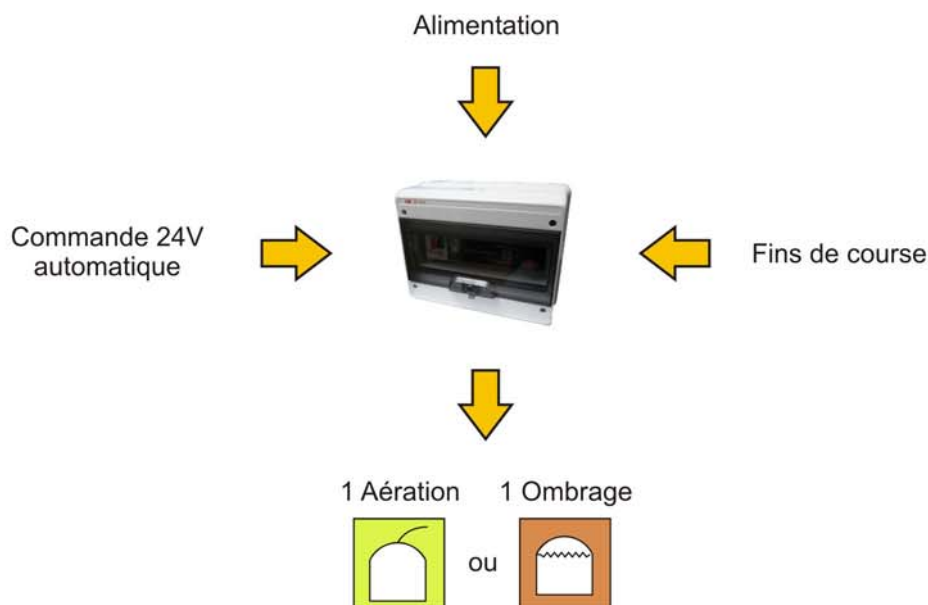 Alimentation
Commande 24V
automatique
Fins de course
1 Aération
1 Ombrage
ou